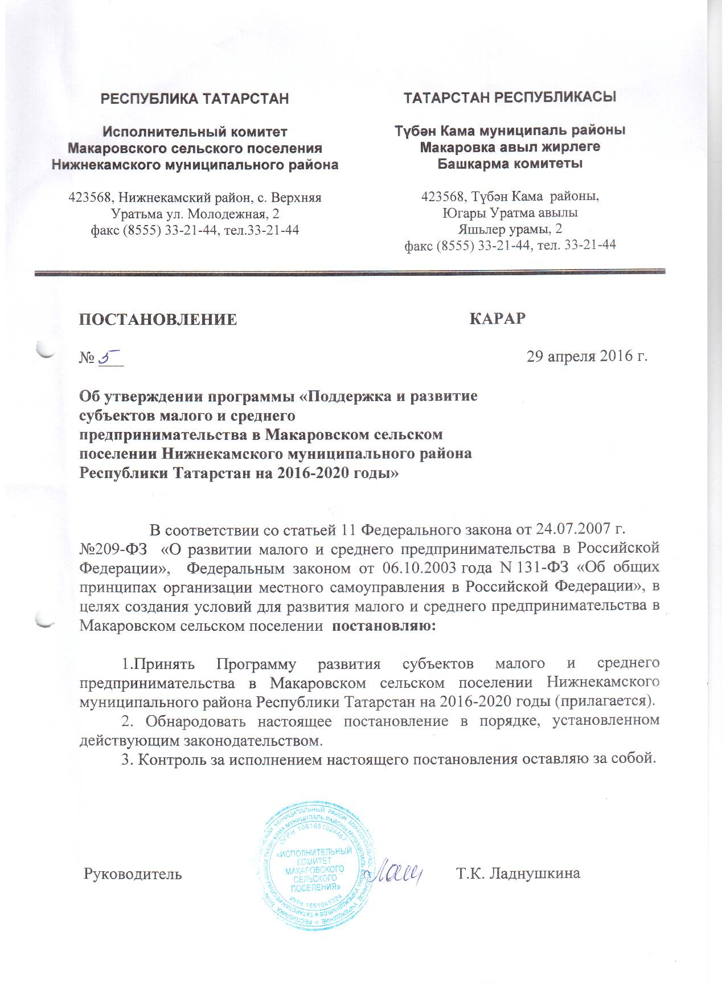 РЕСПУБЛИКА ТАТАРСТАН
Исполнительный комитет
Макаровского сельского поселения
Нижнекамского муниципального района
423568, Нижнекамский район, с. Верхняя
Уратьма ул. Молодежная, 2
факс (8555) 33-21-44, тел.33-21-44
ТАТАРСТАН РЕСПУБЛИКАСЫ
Түбән Кама муниципаль районы
Макаровка авыл жирлеге
Башкарма комитеты
423568, Түбән Кама районы,
Югары Уратма авылы
Яшьлер урамы, 2
факс (8555) 33-21-44, тел. 33-21-44
ПОСТАНОВЛЕНИЕ КАРАР
№ 5 29 апреля 2016 г.
Об утверждении программы «Поддержка и развитие
субъектов малого и среднего
предпринимательства в Макаровском сельском
поселении Нижнекамского муниципального района
Республики Татарстан на 2016-2020 годы»
В соответствии со статьей 11 Федерального закона от 24.07.2007 г.
№209-ФЗ «О развитии малого и среднего предпринимательства в Российской
Федерации», Федеральным законом от 06.10.2003 года N 131-ФЗ «Об общих
принципах организации местного самоуправления в Российской Федерации», в
целях создания условий для развития малого и среднего предпринимательства в
Макаровском сельском поселении постановляю:
1.Принять Программу развития субъектов малого и среднего
предпринимательства в Макаровском сельском поселении Нижнекамского
муниципального района Республики Татарстан на 2016-2020 годы (прилагается).
2. Обнародовать настоящее постановление в порядке, установленном
действующим законодательством.
3. Контроль за исполнением настоящего постановления оставляю за собой.
Руководитель Т.К. Ладнушкина
ОГРН 1061651024467
«ИСПОЛНИТЕЛЬНЫЙ
КОМИТЕТ
МАКАРОВСКОГО
СЕЛЬСКОГО
ПОСЕЛЕНИЯ»
ИНН 1651045324